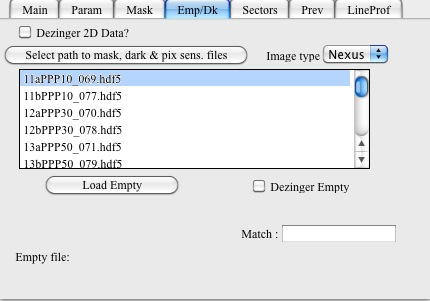 Main Param Mask Emp/Dk Sectors Prev LineProf
Dezinger 2D Data?
Select path to mask, dark & pix sens. files Image type Nexus
11aPPP10_069.hdf5
11bPPP10_077.hdf5
12aPPP30_070.hdf5
12bPPP30_078.hdf5
13aPPP50_071.hdf5
13bPPP50_079.hdf5
Load Empty Dezinger Empty
Match :
Empty file: